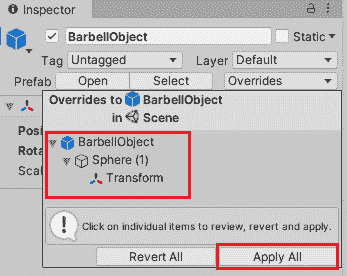 Inspector
BarbellObject
Static
Tag Untagged Layer Default
Prefab Open Select Overrides
Overrides to BarbellObject
in Scene
Posi
BarbellObject
Rota
Sphere (1)
Scal
Transform
Click on individual items to review, revert and apply.
Revert All Apply All